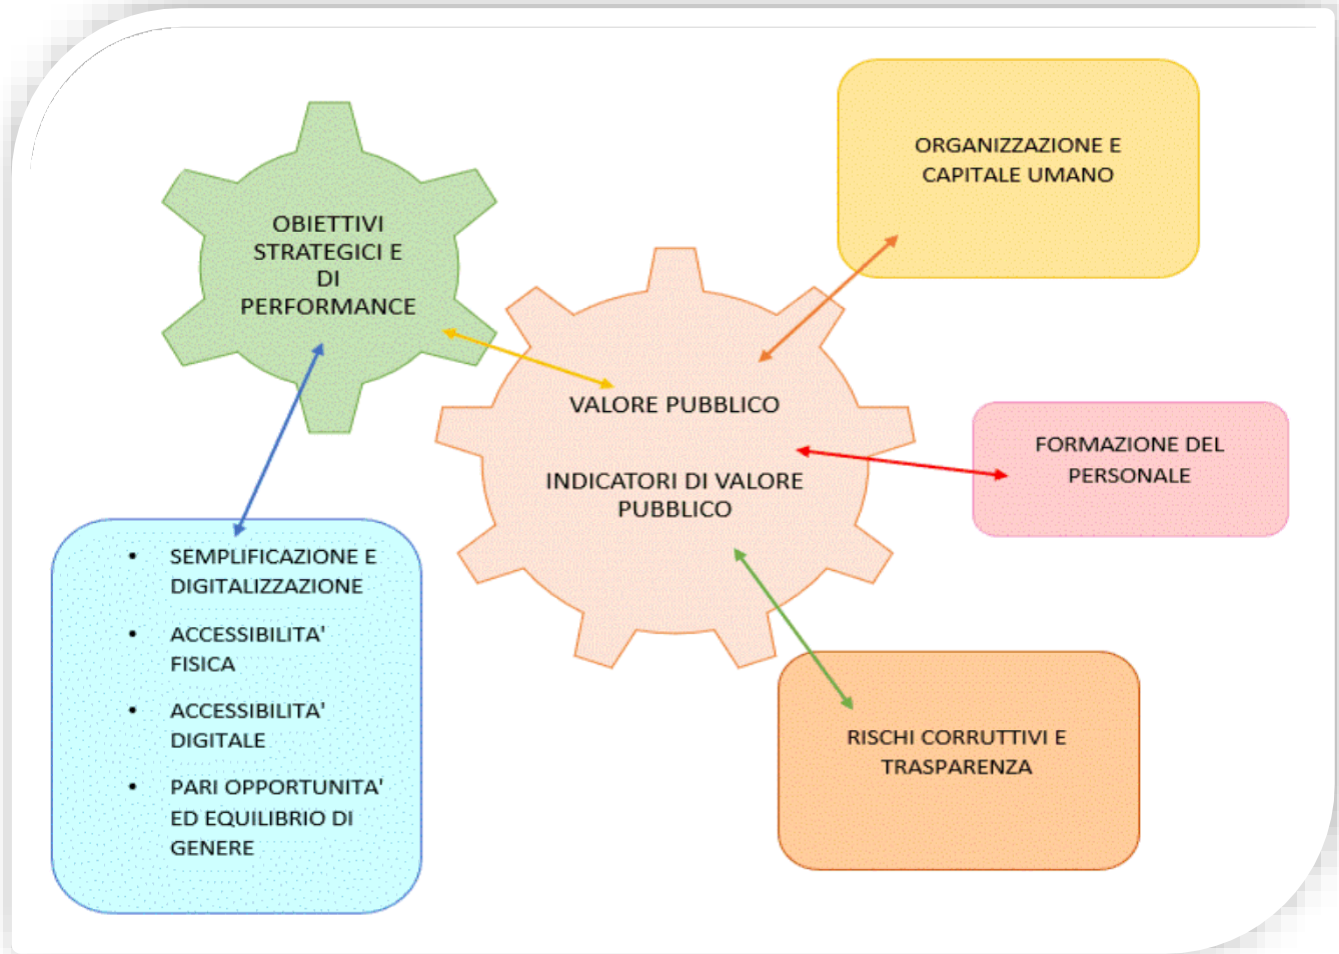 OBIETTIVI
STRATEGICI E
DI
PERFORMANCE
ORGANIZZAZIONE E
CAPITALE UMANO
VALORE PUBBLICO
INDICATORI DI VALORE
PUBBLICO
FORMAZIONE DEL
PERSONALE
• SEMPLIFICAZIONE E
DIGITALIZZAZIONE
• ACCESSIBILITA'
FISICA
• ACCESSIBILITA'
DIGITALE
• PARI OPPORTUNITA'
ED EQUILIBRIO DI
GENERE
RISCHI CORRUTTIVI E
TRASPARENZA